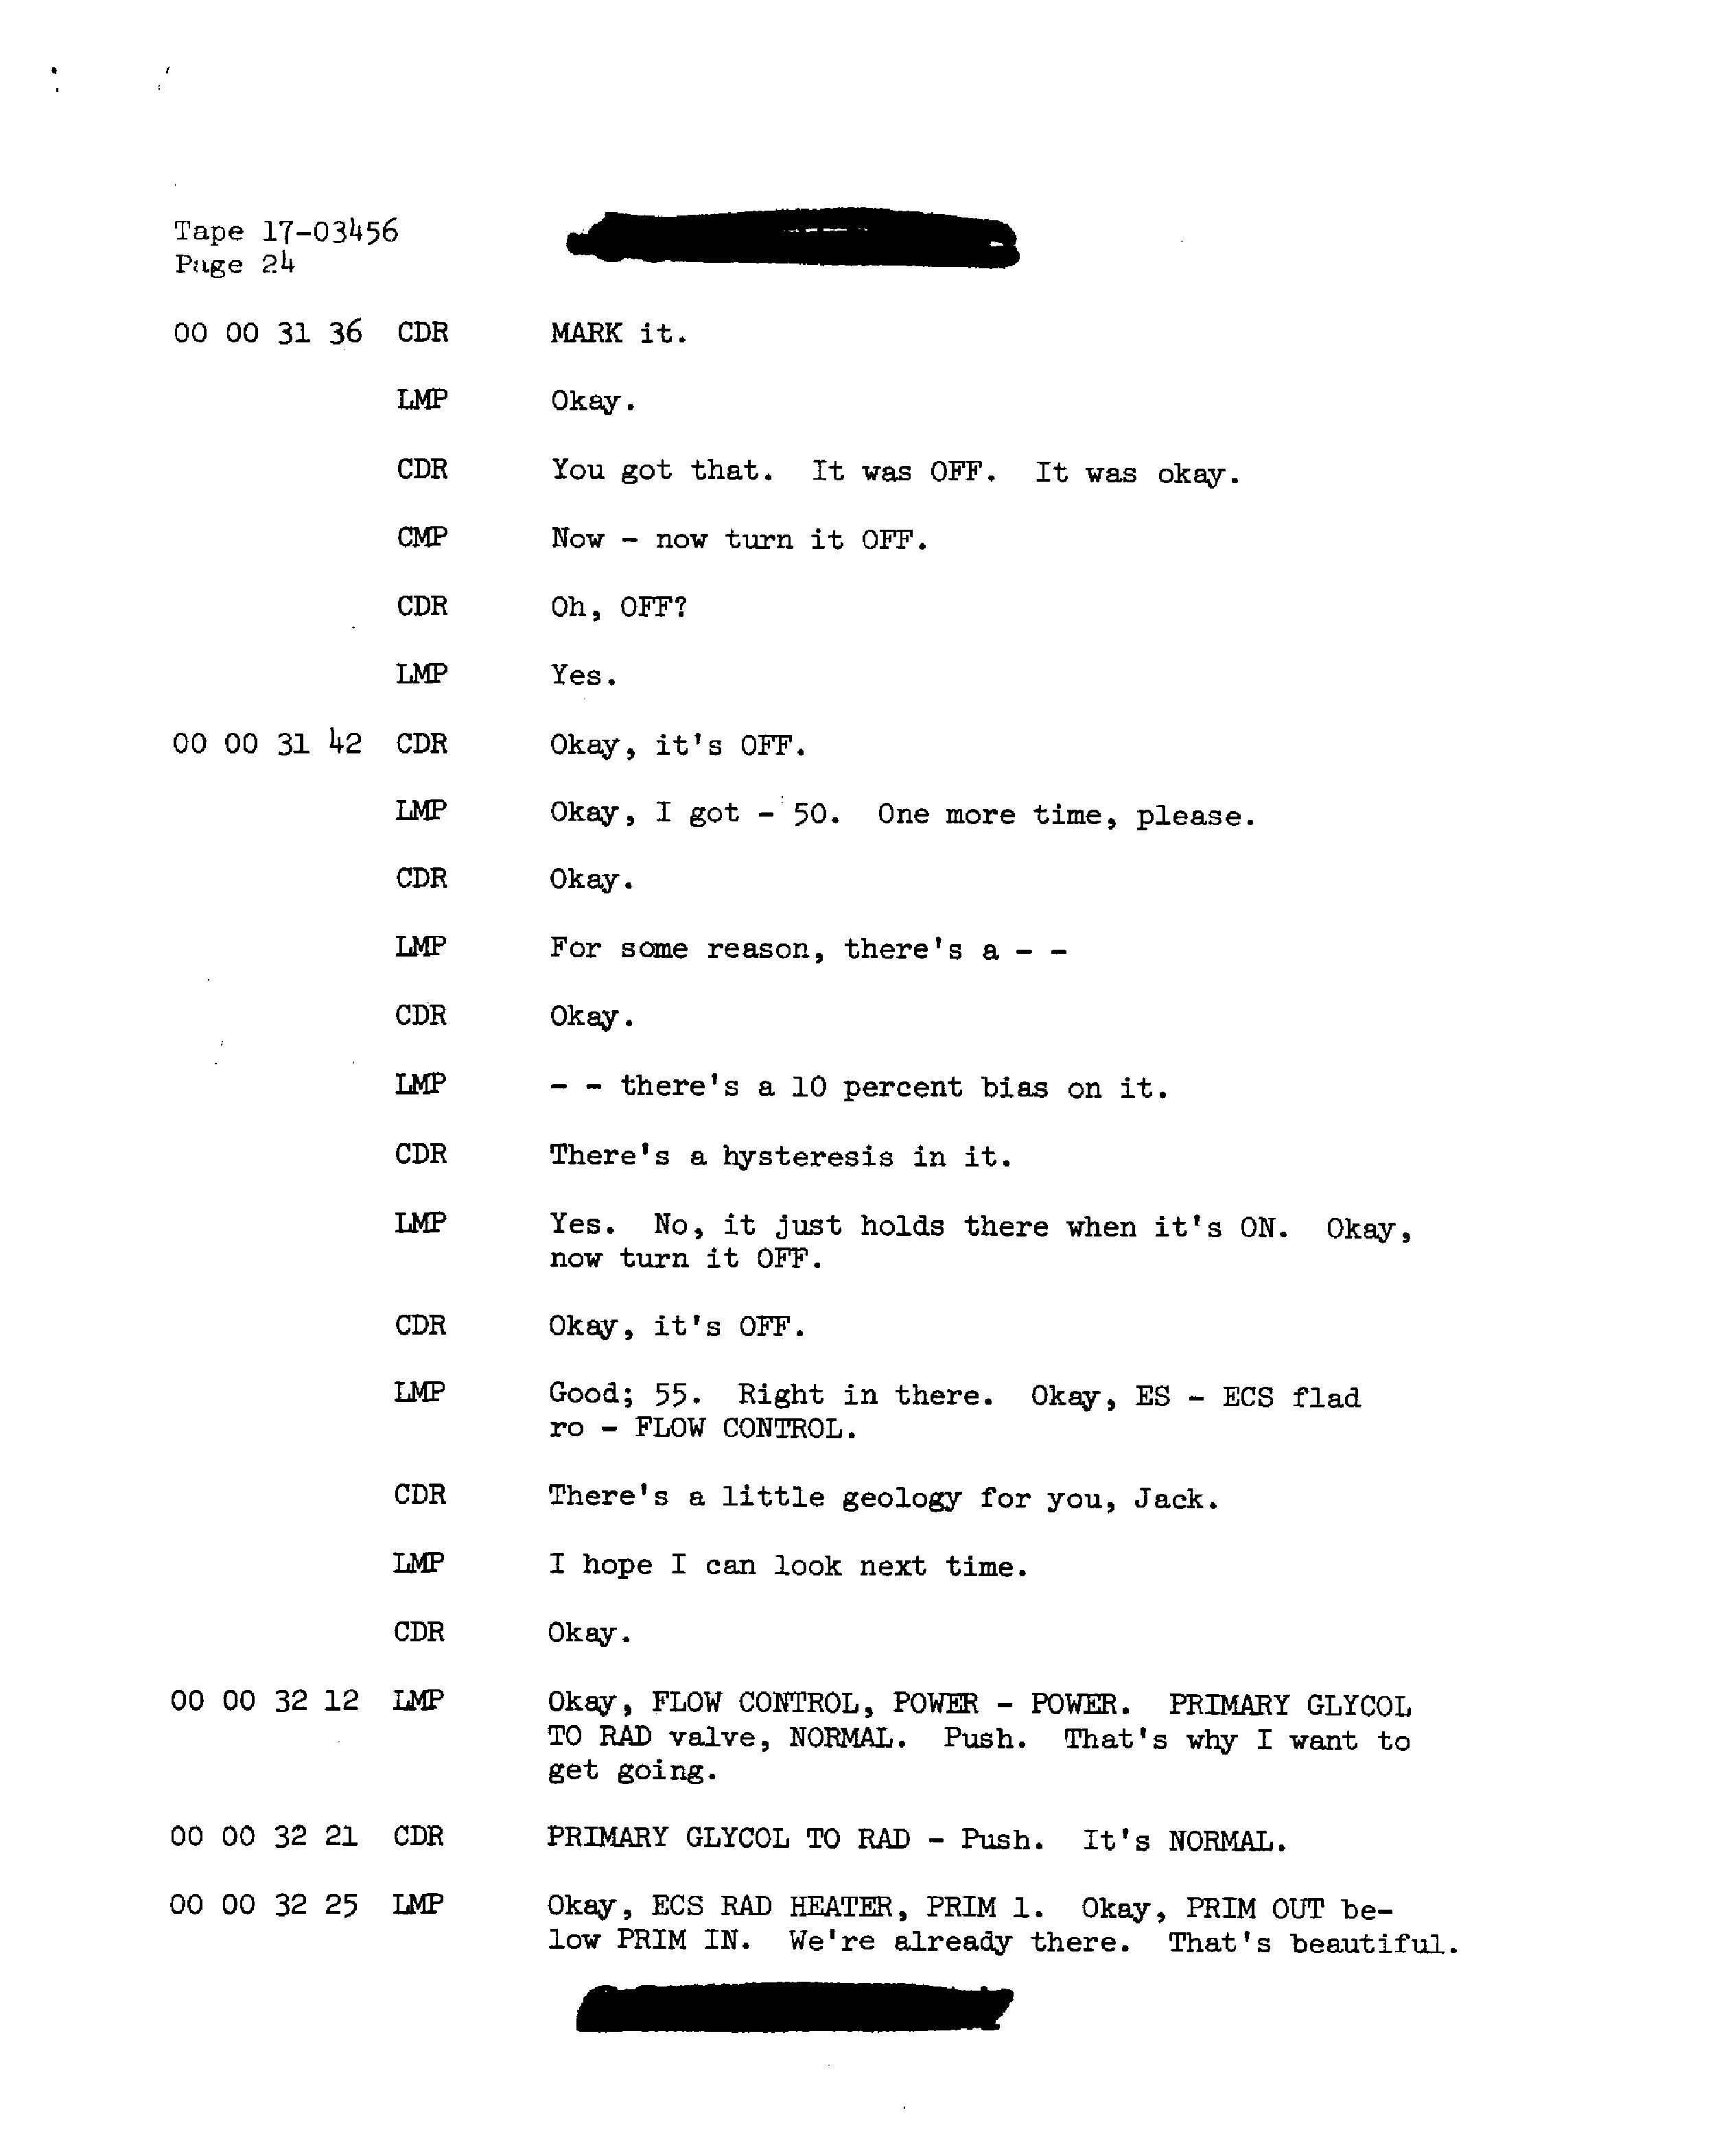 Tape 17-03456
Page 24
00 00 31 36 CDR MARK it.
LMP Okay.
CDR You got that. It was OFF. It was okay.
CMP Now - now turn it OFF.
CDR Oh, OFF?
LMP Yes.
00 00 31 42 CDR Okay, it's OFF.
LMP Okay, I got - 50. One more time, please.
CDR Okay.
LMP For some reason, there's a - -
CDR Okay.
LMP - - there's a 10 percent bias on it.
CDR There's a hysteresis in it.
LMP Yes. No, it just holds there when it's ON. Okay,
now turn it OFF.
CDR Okay, it's OFF.
LMP Good; 55. Right in there. Okay, ES - ECS flad
ro - FLOW CONTROL.
CDR There's a little geology for you, Jack.
LMP I hope I can look next time.
CDR Okay.
00 00 32 12 LMP Okay, FLOW CONTROL, POWER - POWER. PRIMARY GLYCOL
TO RAD valve, NORMAL. Push. That's why I want to
get going.
00 00 32 21 CDR PRIMARY GLYCOL TO RAD - Push. It's NORMAL.
00 00 32 25 LMP Okay, ECS RAD HEATER, PRIM 1. Okay, PRIM OUT be-
low PRIM IN. We're already there. That's beautiful.